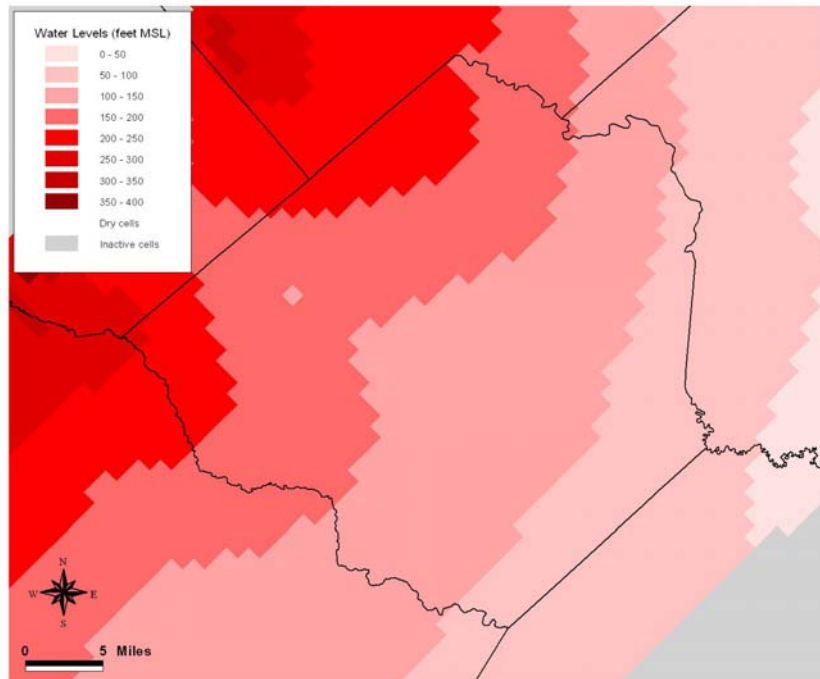 Water Levels (feet MSL)
0 - 50
50 - 100
100 - 150
150 - 200
200 - 250
250 - 300
300 - 350
350 - 400
Dry cells
Inactive cells
N
W E
S
0 5 Miles